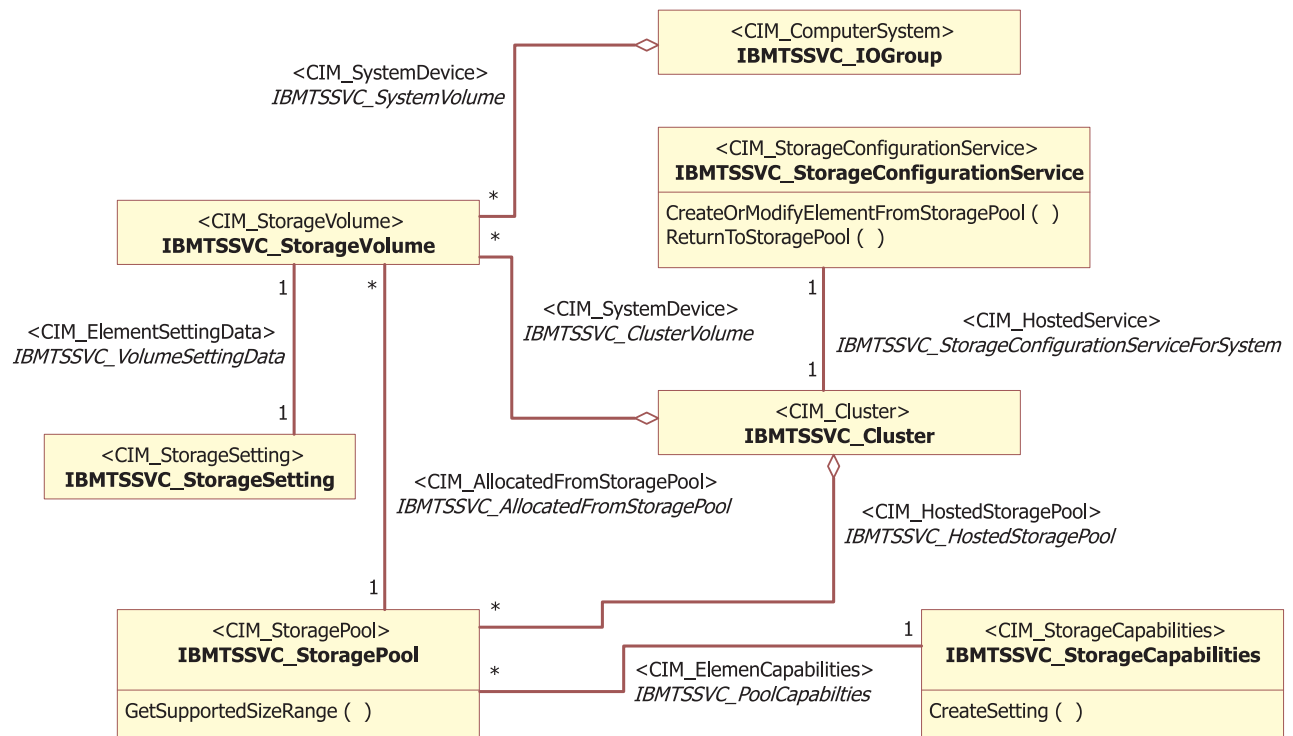 <CIM_ComputerSystem>
IBMTSSVC_IOGroup
<CIM_SystemDevice>
IBMTSSVC_SystemVolume
<CIM_StorageConfigurationService>
IBMTSSVC_StorageConfigurationService
CreateOrModifyElementFromStoragePool ( )
ReturnToStoragePool ( )
*
<CIM_StorageVolume>
IBMTSSVC_StorageVolume
*
1
*
1
<CIM_SystemDevice>
IBMTSSVC_ClusterVolume
<CIM_HostedService>
IBMTSSVC_StorageConfigurationServiceForSystem
<CIM_ElementSettingData>
IBMTSSVC_VolumeSettingData
1
1
<CIM_Cluster>
IBMTSSVC_Cluster
<CIM_StorageSetting>
IBMTSSVC_StorageSetting
<CIM_AllocatedFromStoragePool>
IBMTSSVC_AllocatedFromStoragePool
<CIM_HostedStoragePool>
IBMTSSVC_HostedStoragePool
1
*
<CIM_StoragePool>
IBMTSSVC_StoragePool
GetSupportedSizeRange ( )
*
<CIM_ElemenCapabilities>
IBMTSSVC_PoolCapabilties
1
<CIM_StorageCapabilities>
IBMTSSVC_StorageCapabilities
CreateSetting ( )